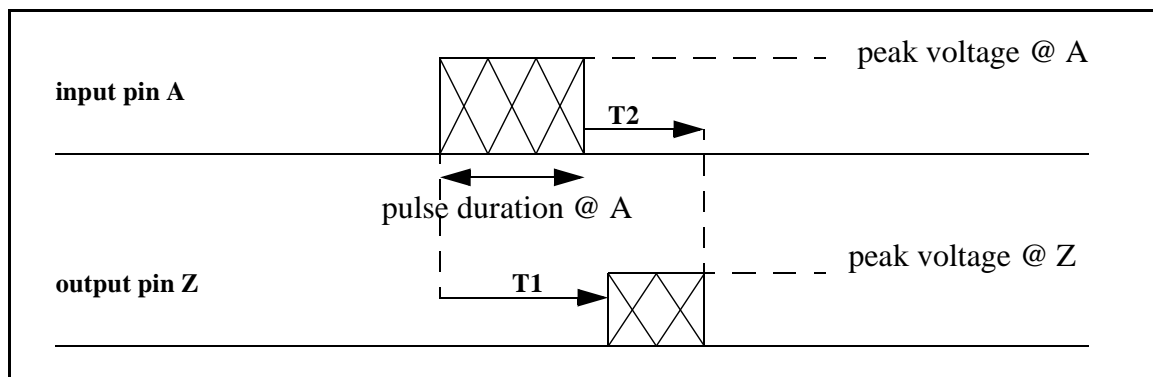 peak voltage @ A
input pin A
T2
pulse duration @ A
peak voltage @ Z
output pin Z
T1